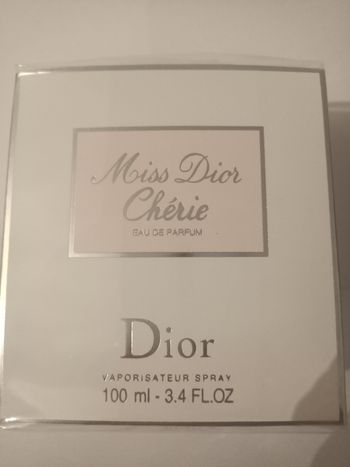 Miss Dior
Chérie
EAU DE PARFUM
Dior
VAPORISATEUR SPRAY
100 ml - 3.4 FL.OZ